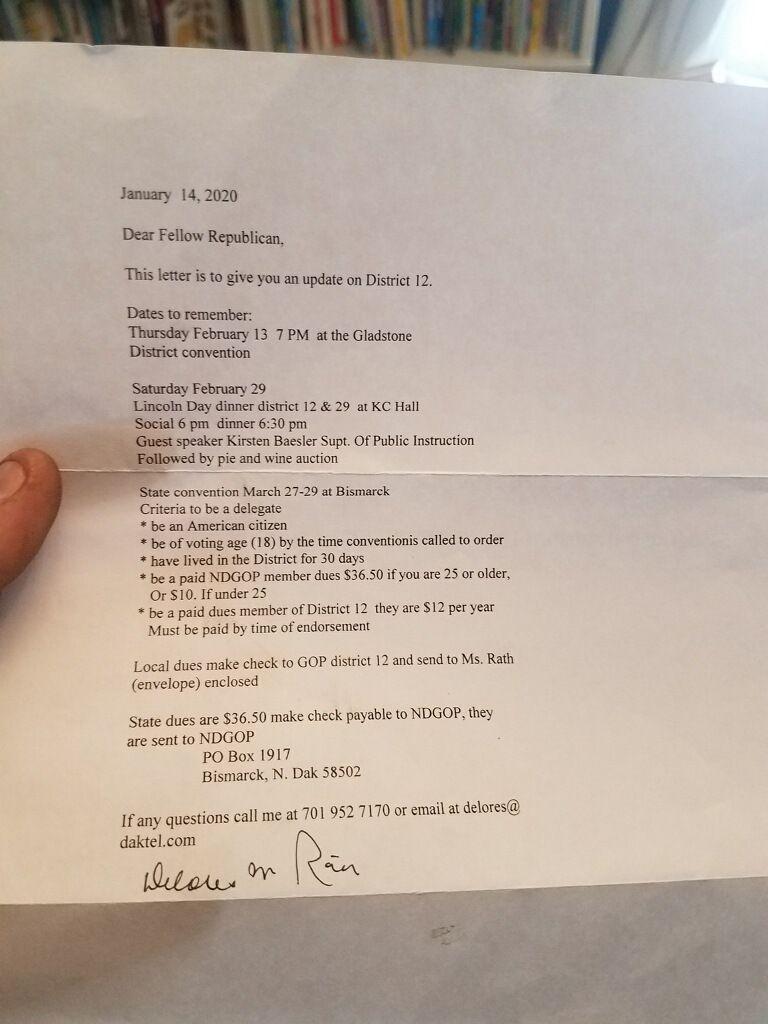 January 14, 2020
Dear Fellow Republican,
This letter is to give you an update on District 12.
Dates to remember:
Thursday February 13 7 PM at the Gladstone
District convention
Saturday February 29
Lincoln Day dinner district 12 & 29 at KC Hall
Social 6 pm dinner 6:30 pm
Guest speaker Kirsten Baesler Supt. Of Public Instruction
Followed by pie and wine auction
State convention March 27-29 at Bismarck
Criteria to be a delegate
* be an American citizen
* be of voting age (18) by the time conventionis called to order
* have lived in the District for 30 days
* be a paid NDGOP member dues $36.50 if you are 25 or older,
Or $10. If under 25
* be a paid dues member of District 12 they are $12 per year
Must be paid by time of endorsement
Local dues make check to GOP district 12 and send to Ms. Rath
(envelope) enclosed
State dues are $36.50 make check payable to NDGOP, they
are sent to NDGOP
PO Box 1917
Bismarck, N. Dak 58502
If any questions call me at 701 952 7170 or email at delores@
daktel.com
Delores M